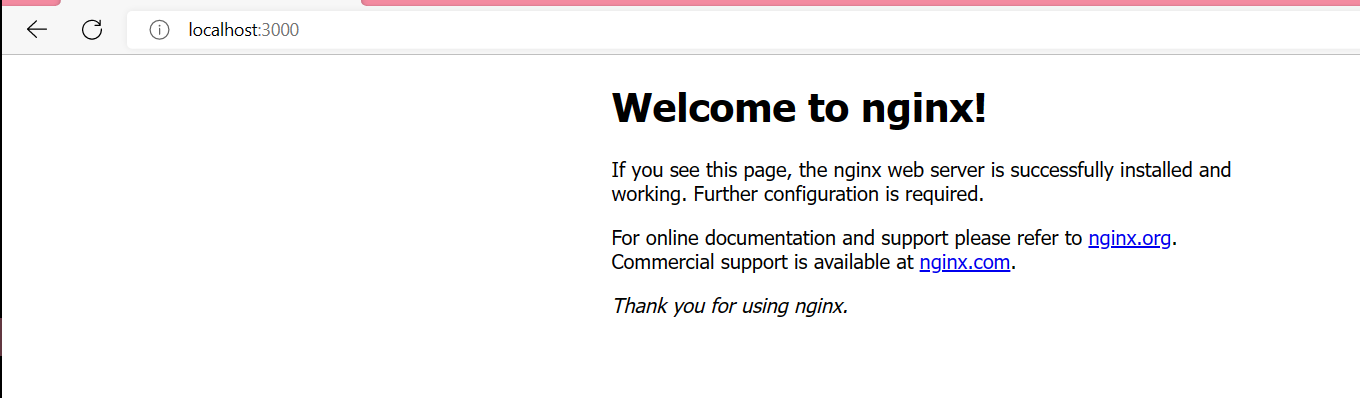 localhost:3000
Welcome to nginx!
If you see this page, the nginx web server is successfully installed and
working. Further configuration is required.
For online documentation and support please refer to nginx.org.
Commercial support is available at nginx.com.
Thank you for using nginx.